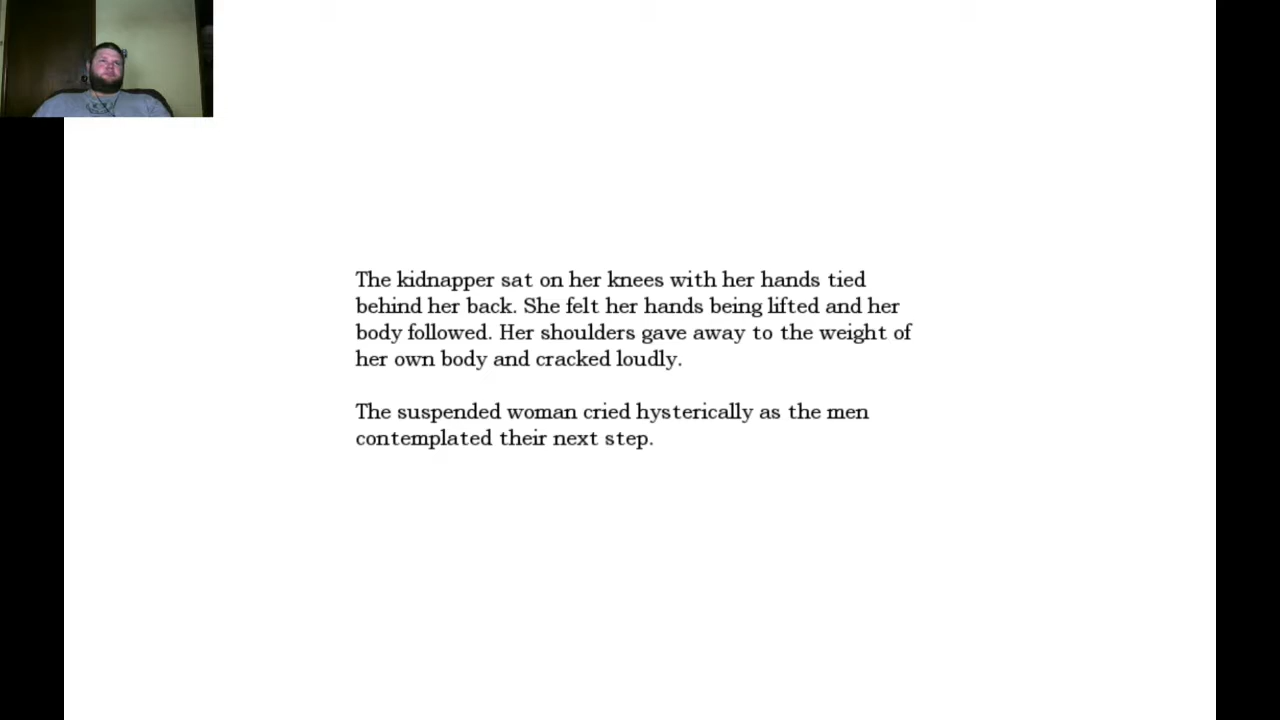 The kidnapper sat on her knees with her hands tied
behind her back. She felt her hands being lifted and her
body followed. Her shoulders gave away to the weight of
her own body and cracked loudly.
The suspended woman cried hysterically as the men
contemplated their next step.